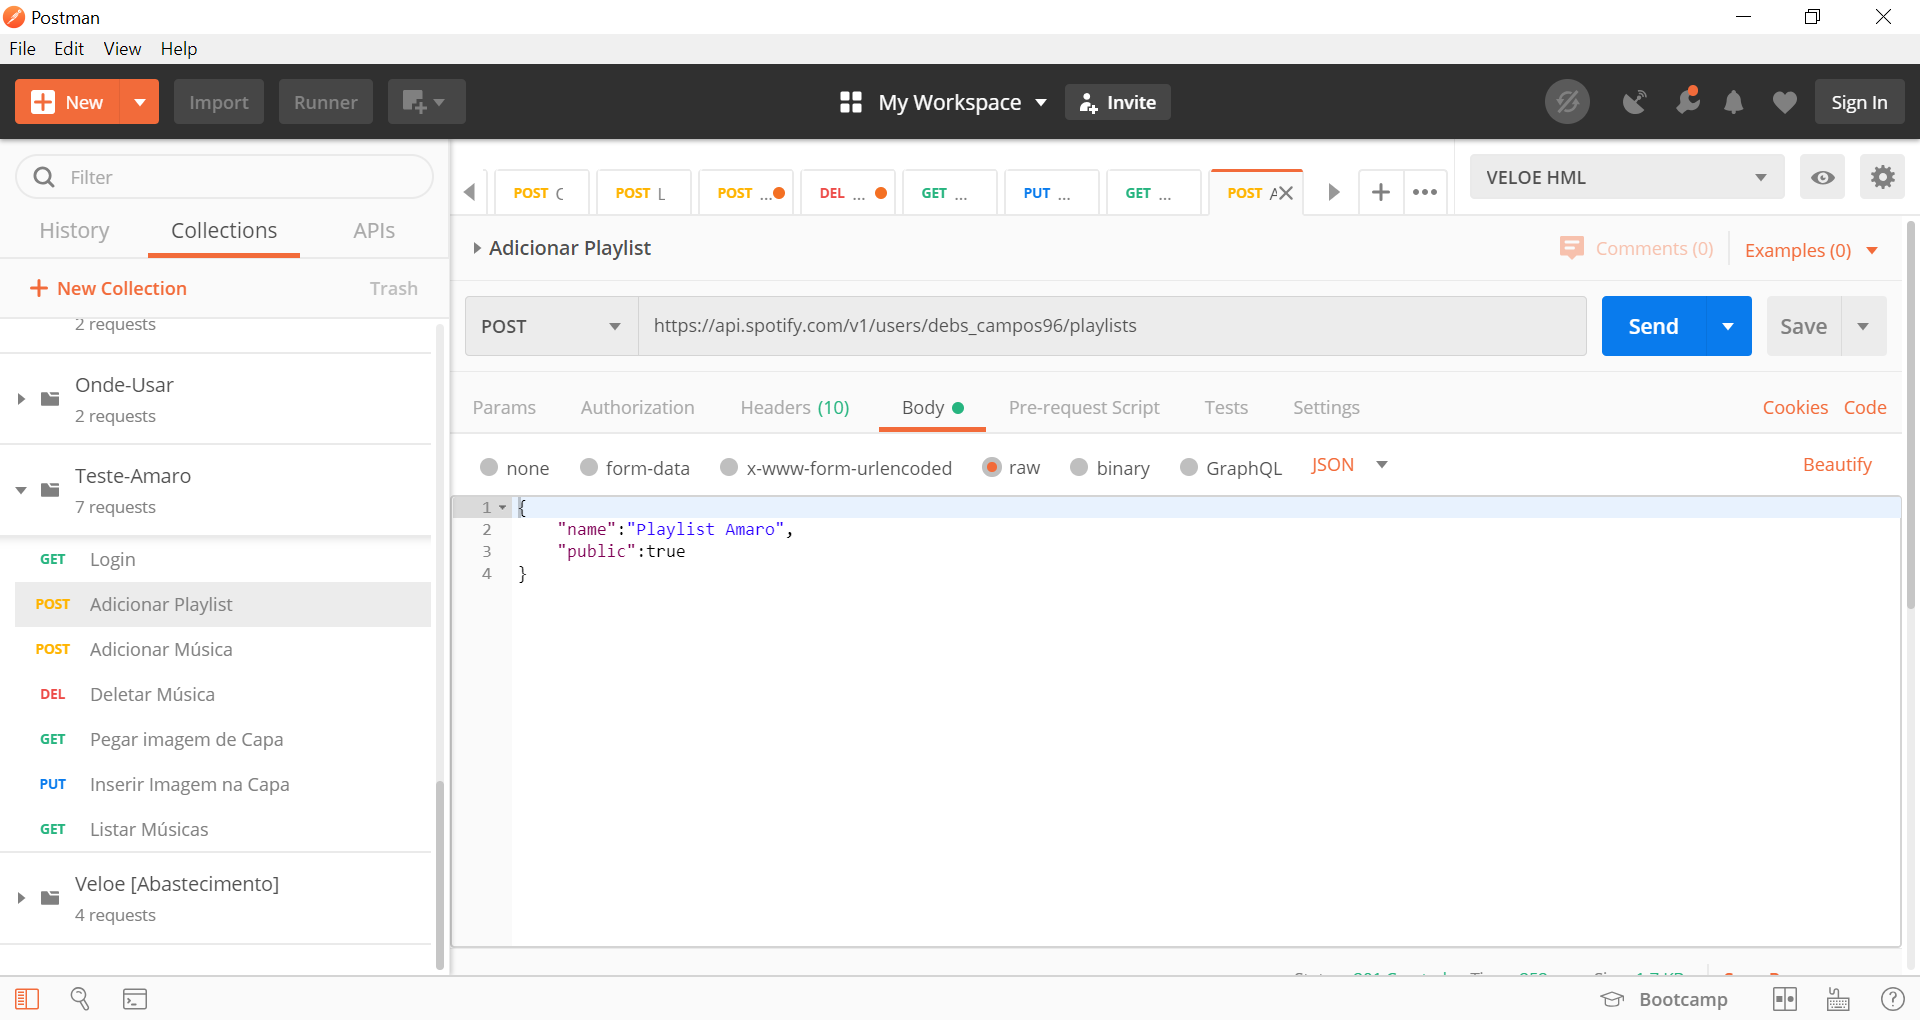 Postman
File Edit View Help
New Import Runner My Workspace Invite Sign In
Filter
History Collections APIs
New Collection Trash
2 requests
Onde-Usar
2 requests
Teste-Amaro
7 requests
GET Login
POST Adicionar Playlist
POST Adicionar Música
DEL Deletar Música
GET Pegar imagem de Capa
PUT Inserir Imagem na Capa
GET Listar Músicas
Veloe [Abastecimento]
4 requests
POST C POST L POST ... DEL ... GET ... PUT ... GET ... POST A
VELOE HML
Adicionar Playlist Comments (0) Examples (0)
POST https://api.spotify.com/v1/users/debs_campos96/playlists Send Save
Params Authorization Headers (10) Body Pre-request Script Tests Settings Cookies Code
none form-data x-www-form-urlencoded raw binary GraphQL JSON Beautify
1 {
2 "name":"Playlist Amaro",
3 "public":true
4 }
Bootcamp